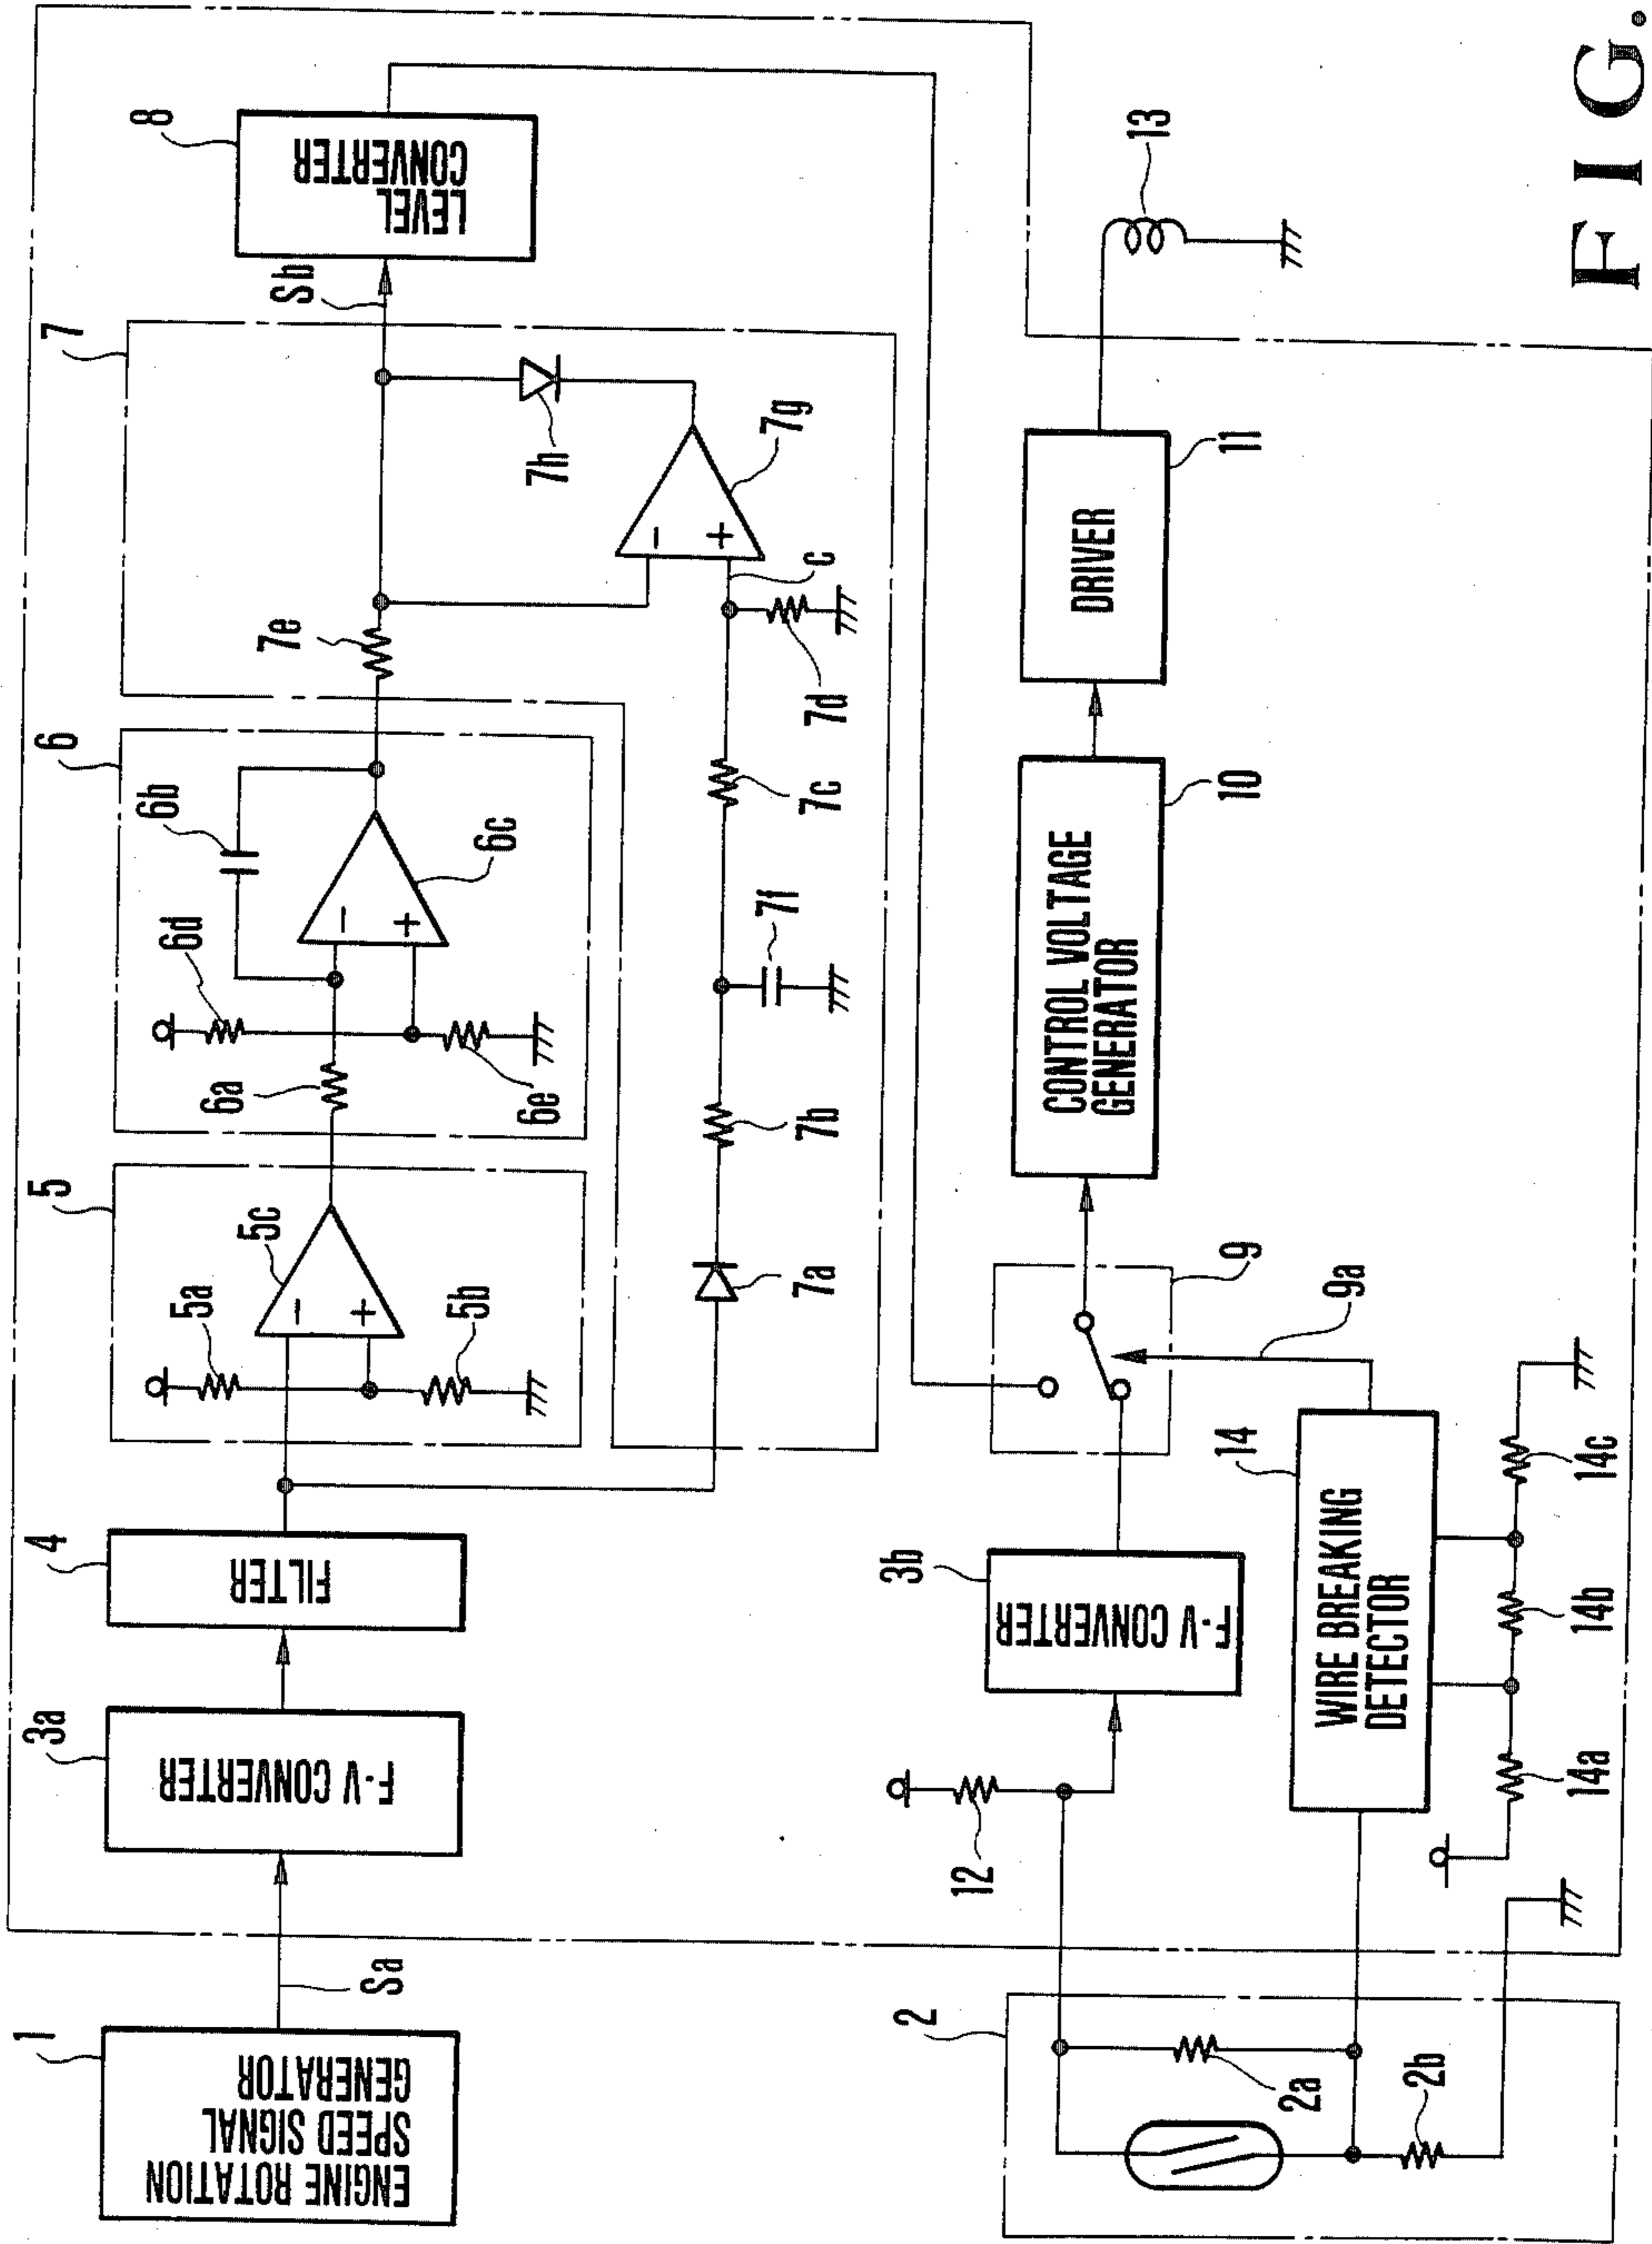 1
ENGINE ROTATION
SPEED SIGNAL
GENERATOR
Sa
3a
F-V CONVERTER
4
FILTER
5
5a
5b
5c
-
+
6
6a
6b
6c
6d
6e
-
+
7
7a
7b
7c
7d
7e
7f
7g
7h
-
+
c
Sb
8
LEVEL
CONVERTER
2
2a
2b
12
3b
F-V CONVERTER
9
9a
14
WIRE BREAKING
DETECTOR
14a
14b
14c
10
CONTROL VOLTAGE
GENERATOR
11
DRIVER
13
FIG.